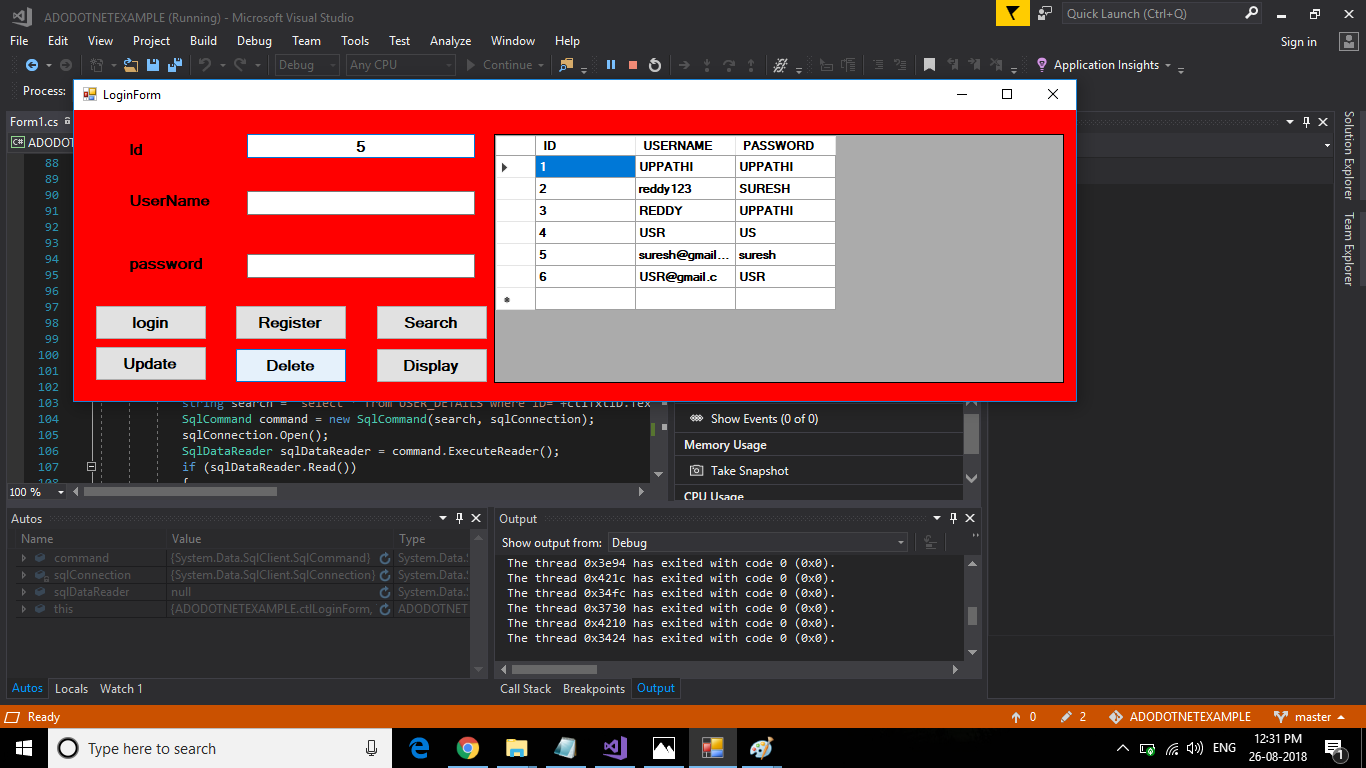 ADODOTNETEXAMPLE (Running) - Microsoft Visual Studio
Quick Launch (Ctrl+Q)
File Edit View Project Build Debug Team Tools Test Analyze Window Help
Sign in
Debug Any CPU Continue Application Insights
Process:
LoginForm
Form1.cs
C# ADODOT
Id 5
UserName
password
login Register Search
Update Delete Display
ID USERNAME PASSWORD
1 UPPATHI UPPATHI
2 reddy123 SURESH
3 REDDY UPPATHI
4 USR US
5 suresh@gmail... suresh
6 USR@gmail.c USR
*
Solution Explorer
Team Explorer
88
89
90
91
92
93
94
95
96
97
98
99
100
101
102
103 string search = "select * from USER_DETAILS where ID= "+ctlTxtID.Tex
104 SqlCommand command = new SqlCommand(search, sqlConnection);
105 sqlConnection.Open();
106 SqlDataReader sqlDataReader = command.ExecuteReader();
107 if (sqlDataReader.Read())
108 {
100 %
Show Events (0 of 0)
Memory Usage
Take Snapshot
CPU Usage
Autos
Name Value Type
command {System.Data.SqlClient.SqlCommand} System.Data.S
sqlConnection {System.Data.SqlClient.SqlConnection} System.Data.S
sqlDataReader null System.Data.S
this {ADODOTNETEXAMPLE.ctlLoginForm, ADODOTNET
Autos Locals Watch 1
Output
Show output from: Debug
The thread 0x3e94 has exited with code 0 (0x0).
The thread 0x421c has exited with code 0 (0x0).
The thread 0x34fc has exited with code 0 (0x0).
The thread 0x3730 has exited with code 0 (0x0).
The thread 0x4210 has exited with code 0 (0x0).
The thread 0x3424 has exited with code 0 (0x0).
Call Stack Breakpoints Output
Ready 0 2 ADODOTNETEXAMPLE master
Type here to search
ENG
12:31 PM
26-08-2018
1